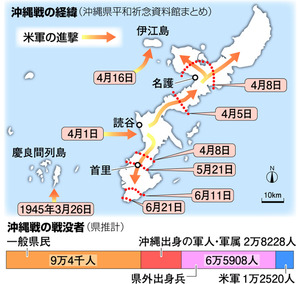 沖縄戦の経緯(沖縄県平和祈念資料館まとめ)
米軍の進撃
伊江島
4月16日
名護
4月8日
4月5日
読谷
4月1日
慶良間列島
首里
4月8日
5月21日
6月11日
1945年3月26日
6月21日
N
10km
沖縄戦の戦没者(県推計)
一般県民
沖縄出身の軍人・軍属 2万8228人
9万4千人
6万5908人
県外出身兵
米軍 1万2520人